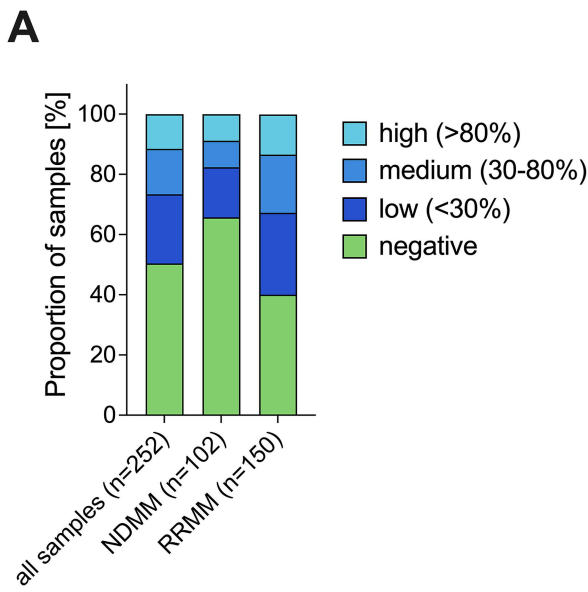 A
Proportion of samples [%]
100
80
60
40
20
0
all samples (n=252)
NDMM (n=102)
RRMM (n=150)
high (>80%)
medium (30-80%)
low (<30%)
negative